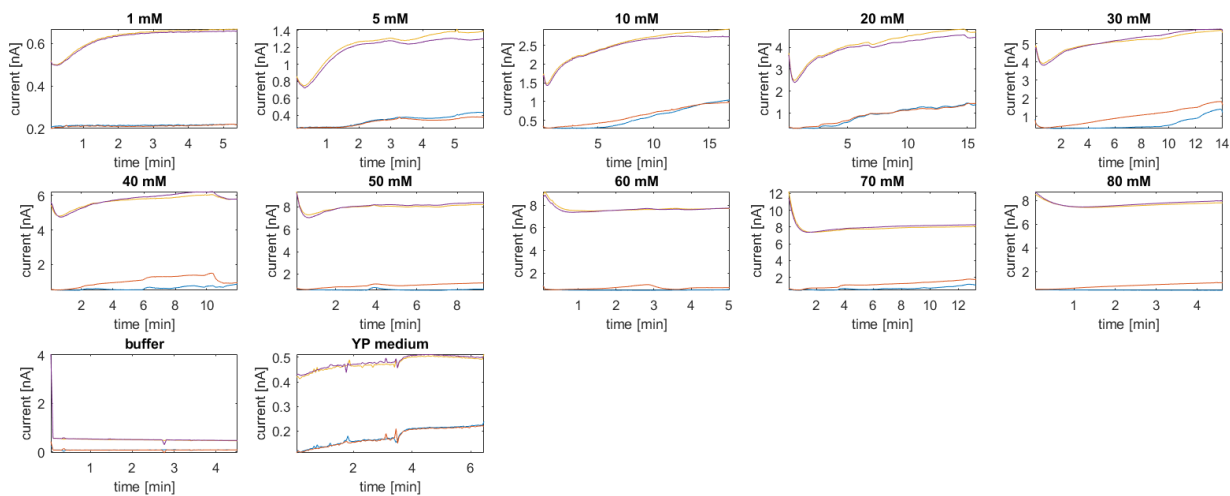 1 mM
current [nA]
0.6
0.4
0.2
1 2 3 4 5
time [min]
5 mM
current [nA]
1.4
1.2
1
0.8
0.6
0.4
1 2 3 4 5
time [min]
10 mM
current [nA]
2.5
2
1.5
1
0.5
5 10 15
time [min]
20 mM
current [nA]
4
3
2
1
5 10 15
time [min]
30 mM
current [nA]
5
4
3
2
1
2 4 6 8 10 12 14
time [min]
40 mM
current [nA]
6
4
2
2 4 6 8 10
time [min]
50 mM
current [nA]
8
6
4
2
2 4 6 8
time [min]
60 mM
current [nA]
8
6
4
2
1 2 3 4 5
time [min]
70 mM
current [nA]
12
10
8
6
4
2
2 4 6 8 10 12
time [min]
80 mM
current [nA]
8
6
4
2
1 2 3 4
time [min]
buffer
current [nA]
4
2
0
1 2 3 4
time [min]
YP medium
current [nA]
0.5
0.4
0.3
0.2
2 4 6
time [min]